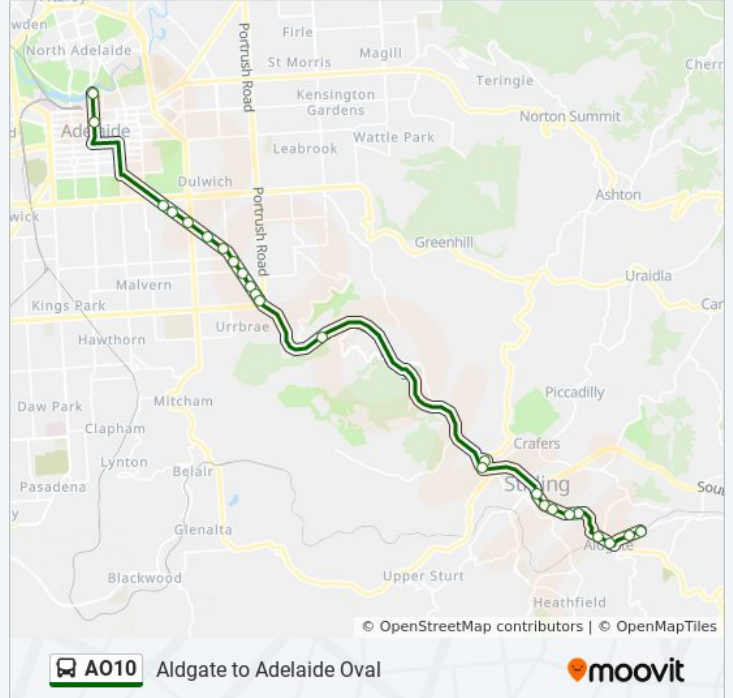 Firle
North Adelaide
Magill
St Morris
Portrush Road
Cherr
Teringie
Kensington
Gardens
Norton Summit
Adelaide
Wattle Park
Leabrook
Dulwich
Ashton
wick
Portrush Road
Greenhill
Uraidla
Malvern
Kings Park
Urrbrae
Hawthorn
Piccadilly
Mitcham
Daw Park
Clapham
Crafers
Lynton
Belair
Stirling
Pasadena
Sou
Glenalta
Aldgate
Blackwood
Upper Sturt
Heathfield
© OpenStreetMap contributors | © OpenMapTiles
AO10 Aldgate to Adelaide Oval
moovit